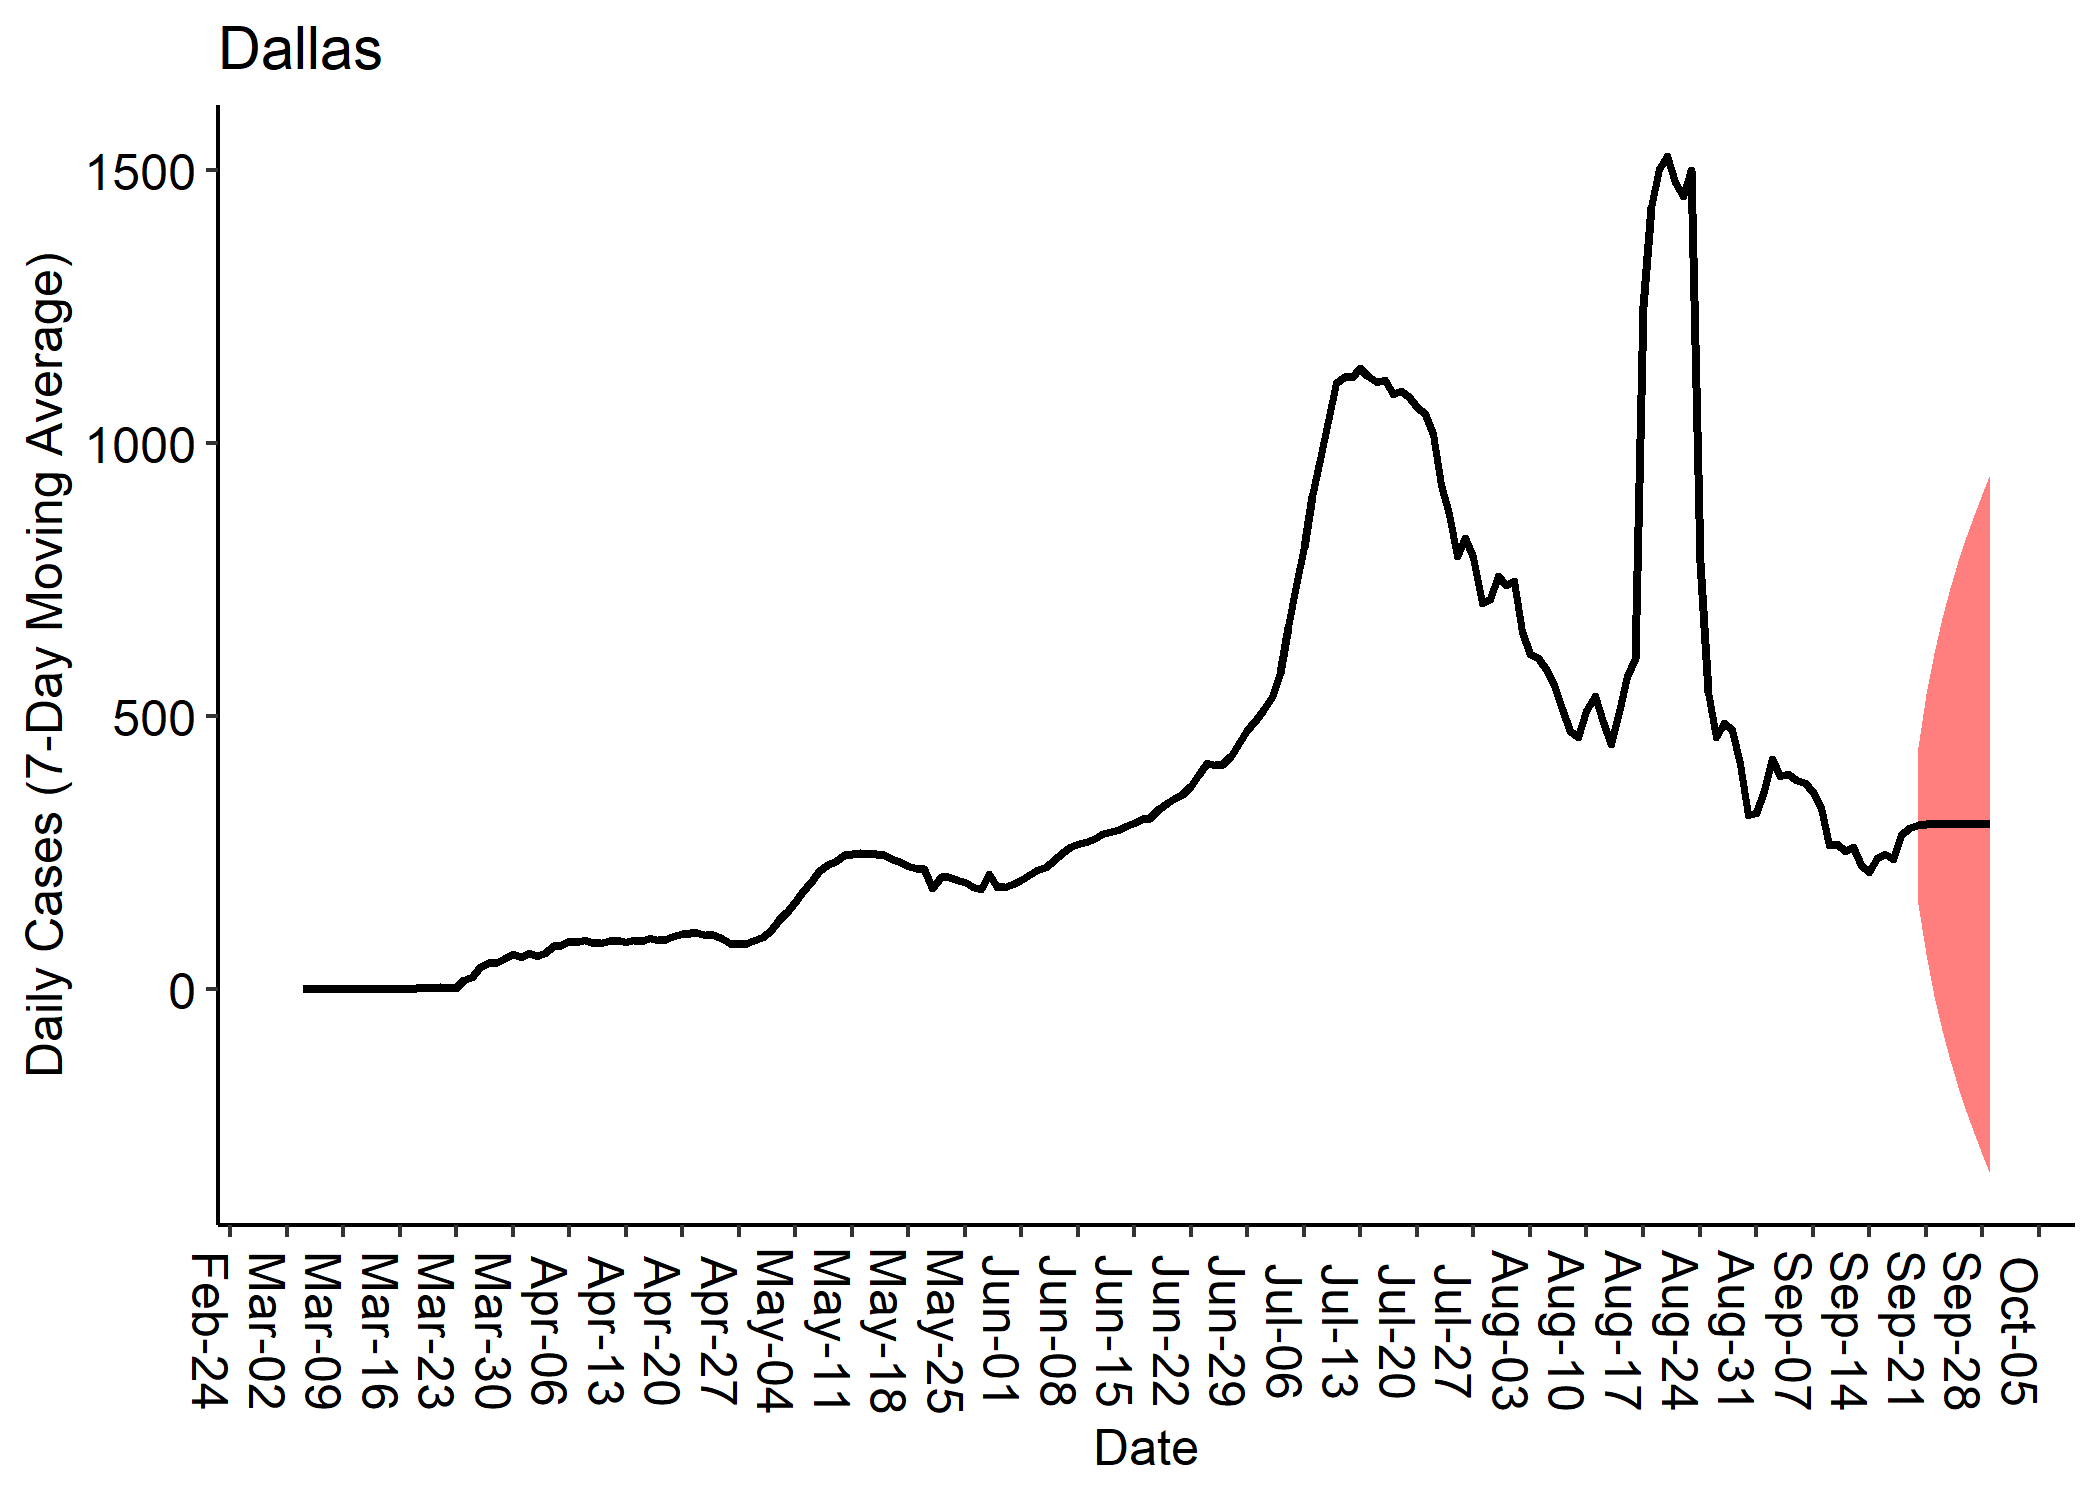 Dallas
Daily Cases (7-Day Moving Average)
1500
1000
500
0
Feb-24
Mar-02
Mar-09
Mar-16
Mar-23
Mar-30
Apr-06
Apr-13
Apr-20
Apr-27
May-04
May-11
May-18
May-25
Jun-01
Jun-08
Jun-15
Jun-22
Jun-29
Jul-06
Jul-13
Jul-20
Jul-27
Aug-03
Aug-10
Aug-17
Aug-24
Aug-31
Sep-07
Sep-14
Sep-21
Sep-28
Oct-05
Date